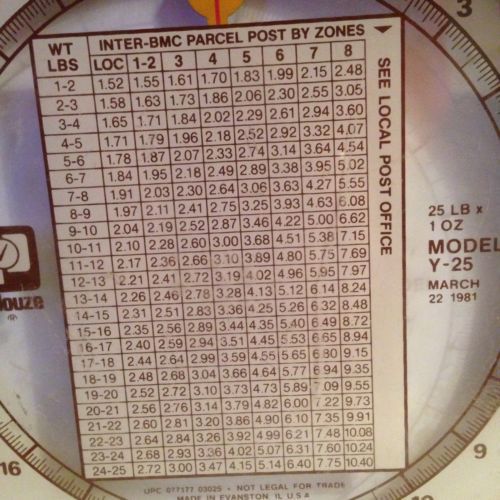 3
WT LBS INTER-BMC PARCEL POST BY ZONES
LOC 1-2 3 4 5 6 7 8
1-2 1.52 1.55 1.61 1.70 1.83 1.99 2.15 2.48
2-3 1.58 1.63 1.73 1.86 2.06 2.30 2.55 3.05
3-4 1.65 1.71 1.84 2.02 2.29 2.61 2.94 3.60
4-5 1.71 1.79 1.96 2.18 2.52 2.92 3.32 4.07
5-6 1.78 1.87 2.07 2.33 2.74 3.14 3.64 4.54
6-7 1.84 1.95 2.18 2.49 2.89 3.38 3.95 5.02
7-8 1.91 2.03 2.30 2.64 3.06 3.63 4.27 5.55
8-9 1.97 2.11 2.41 2.75 3.25 3.93 4.63 6.08
9-10 2.04 2.19 2.52 2.87 3.46 4.22 5.00 6.62
10-11 2.10 2.28 2.60 3.00 3.68 4.51 5.38 7.15
11-12 2.17 2.36 2.66 3.10 3.89 4.80 5.75 7.69
12-13 2.21 2.41 2.72 3.19 4.02 4.96 5.95 7.97
13-14 2.26 2.46 2.78 3.28 4.13 5.12 6.14 8.24
14-15 2.31 2.51 2.83 3.36 4.25 5.26 6.32 8.48
15-16 2.35 2.56 2.89 3.44 4.35 5.40 6.49 8.72
16-17 2.40 2.59 2.94 3.51 4.45 5.53 6.65 8.94
17-18 2.44 2.64 2.99 3.59 4.55 5.65 6.80 9.15
18-19 2.48 2.68 3.04 3.66 4.64 5.77 6.94 9.35
19-20 2.52 2.72 3.10 3.73 4.73 5.89 7.09 9.55
20-21 2.56 2.76 3.14 3.79 4.82 6.00 7.22 9.73
21-22 2.60 2.81 3.20 3.86 4.90 6.10 7.35 9.91
22-23 2.64 2.84 3.26 3.92 4.99 6.21 7.48 10.08
23-24 2.68 2.93 3.36 4.02 5.07 6.31 7.60 10.24
24-25 2.72 3.00 3.47 4.15 5.14 6.40 7.75 10.40
SEE LOCAL POST OFFICE
25 LB x
1 OZ
MODEL
Y-25
MARCH
22 1981
louze
®
16
9
UPC 077177 03025 • NOT LEGAL FOR TRADE
MADE IN EVANSTON, IL U.S.A